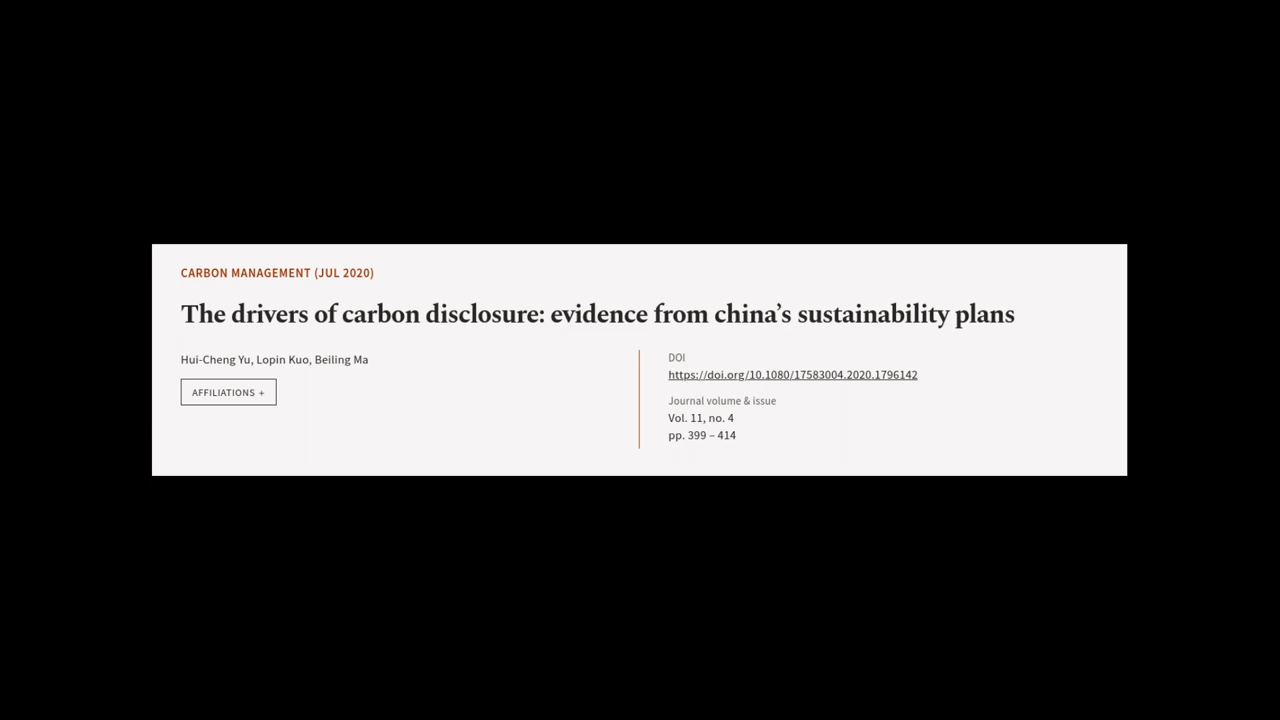 CARBON MANAGEMENT (JUL 2020)
The drivers of carbon disclosure: evidence from china’s sustainability plans
Hui-Cheng Yu, Lopin Kuo, Beiling Ma
AFFILIATIONS +
DOI
https://doi.org/10.1080/17583004.2020.1796142
Journal volume & issue
Vol. 11, no. 4
pp. 399 – 414